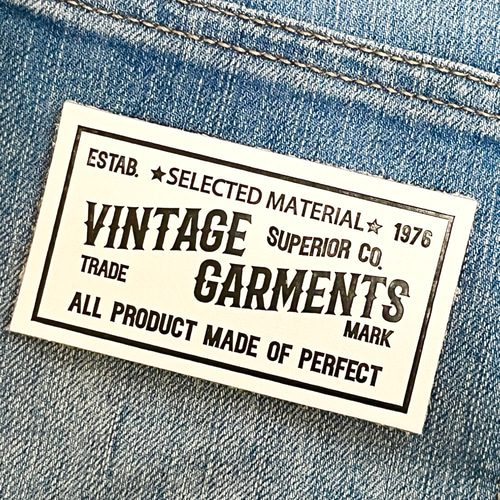 ESTAB. ★SELECTED MATERIAL☆ 1976
VINTAGE SUPERIOR CO.
TRADE GARMENTS
MARK
ALL PRODUCT MADE OF PERFECT